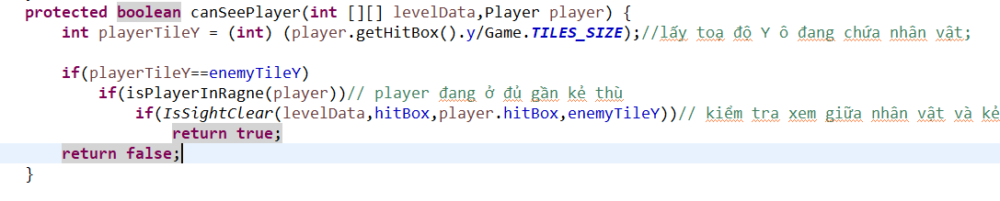 protected boolean canSeePlayer(int [][] levelData,Player player) {
int playerTileY = (int) (player.getHitBox().y/Game.TILES_SIZE);//lấy toạ độ Y ô đang chứa nhân vật;
if(playerTileY==enemyTileY)
if(isPlayerInRagne(player))// player đang ở đủ gần kẻ thù
if(IsSightClear(levelData,hitBox,player.hitBox,enemyTileY))// kiểm tra xem giữa nhân vật và kẻ
return true;
return false;
}